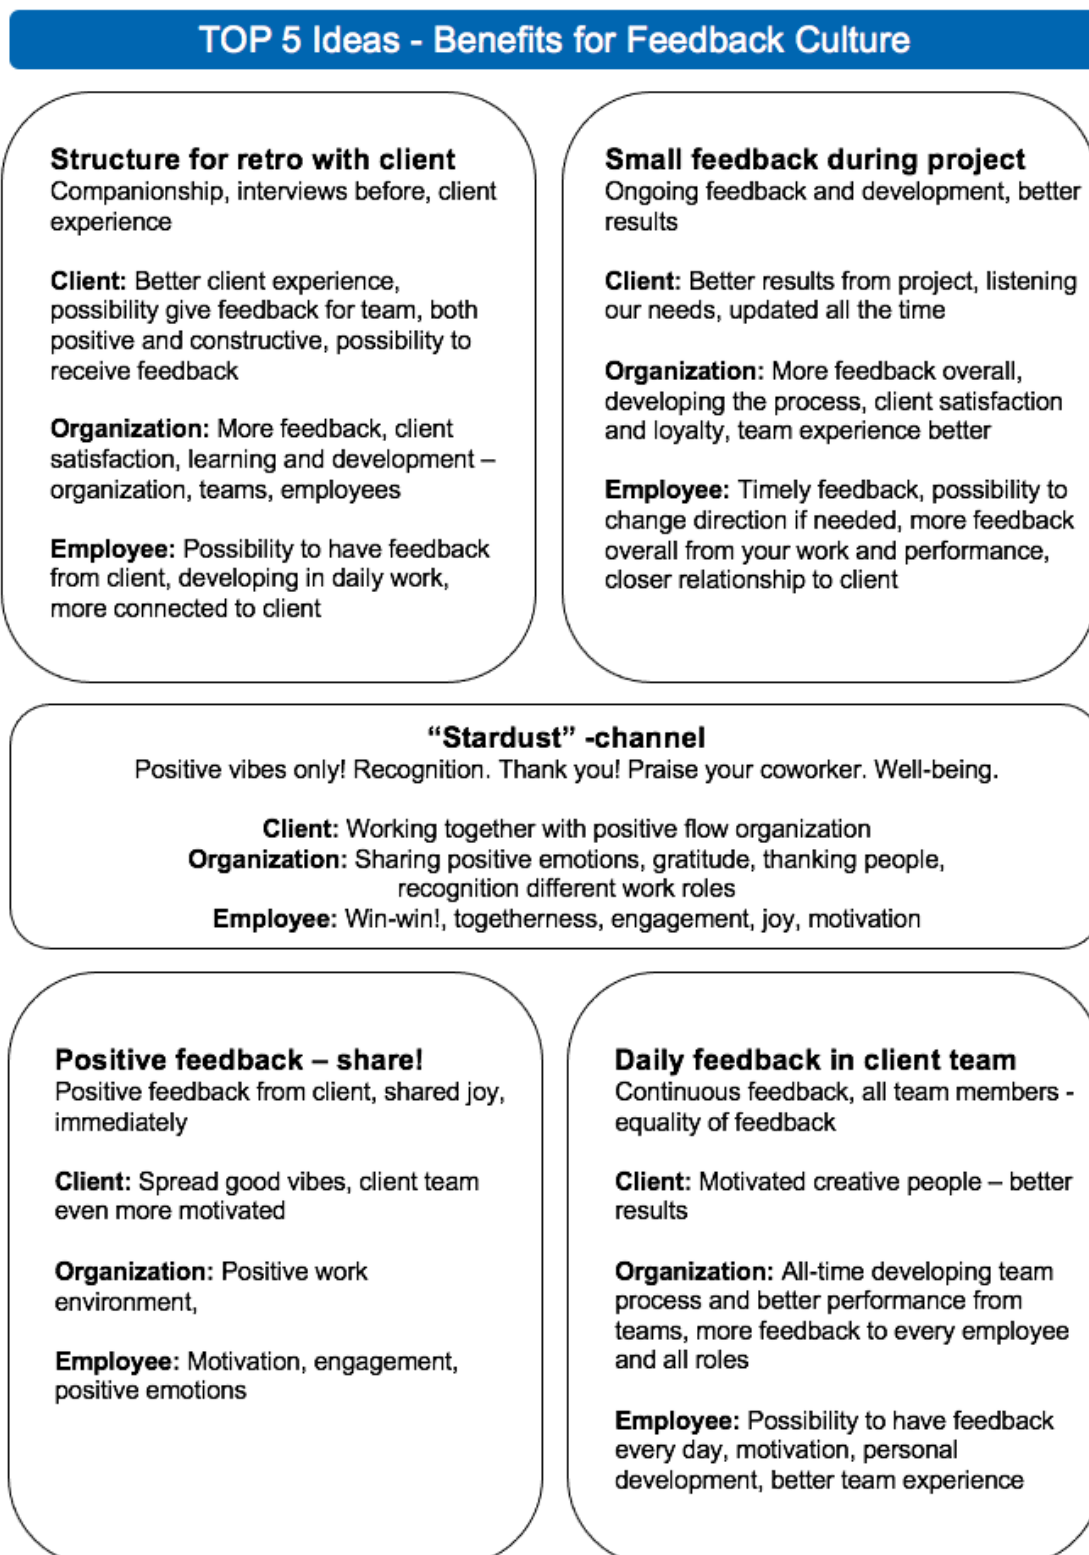 TOP 5 Ideas - Benefits for Feedback Culture
Structure for retro with client
Companionship, interviews before, client
experience
Client: Better client experience,
possibility give feedback for team, both
positive and constructive, possibility to
receive feedback
Organization: More feedback, client
satisfaction, learning and development –
organization, teams, employees
Employee: Possibility to have feedback
from client, developing in daily work,
more connected to client
Small feedback during project
Ongoing feedback and development, better
results
Client: Better results from project, listening
our needs, updated all the time
Organization: More feedback overall,
developing the process, client satisfaction
and loyalty, team experience better
Employee: Timely feedback, possibility to
change direction if needed, more feedback
overall from your work and performance,
closer relationship to client
“Stardust” -channel
Positive vibes only! Recognition. Thank you! Praise your coworker. Well-being.
Client: Working together with positive flow organization
Organization: Sharing positive emotions, gratitude, thanking people,
recognition different work roles
Employee: Win-win!, togetherness, engagement, joy, motivation
Positive feedback – share!
Positive feedback from client, shared joy,
immediately
Client: Spread good vibes, client team
even more motivated
Organization: Positive work
environment,
Employee: Motivation, engagement,
positive emotions
Daily feedback in client team
Continuous feedback, all team members -
equality of feedback
Client: Motivated creative people – better
results
Organization: All-time developing team
process and better performance from
teams, more feedback to every employee
and all roles
Employee: Possibility to have feedback
every day, motivation, personal
development, better team experience